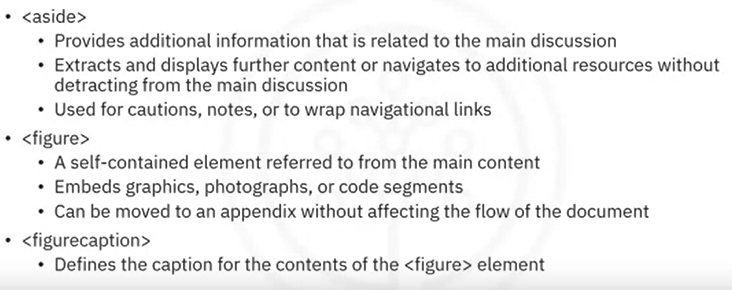 • <aside>
• Provides additional information that is related to the main discussion
• Extracts and displays further content or navigates to additional resources without
detracting from the main discussion
• Used for cautions, notes, or to wrap navigational links
• <figure>
• A self-contained element referred to from the main content
• Embeds graphics, photographs, or code segments
• Can be moved to an appendix without affecting the flow of the document
• <figurecaption>
• Defines the caption for the contents of the <figure> element